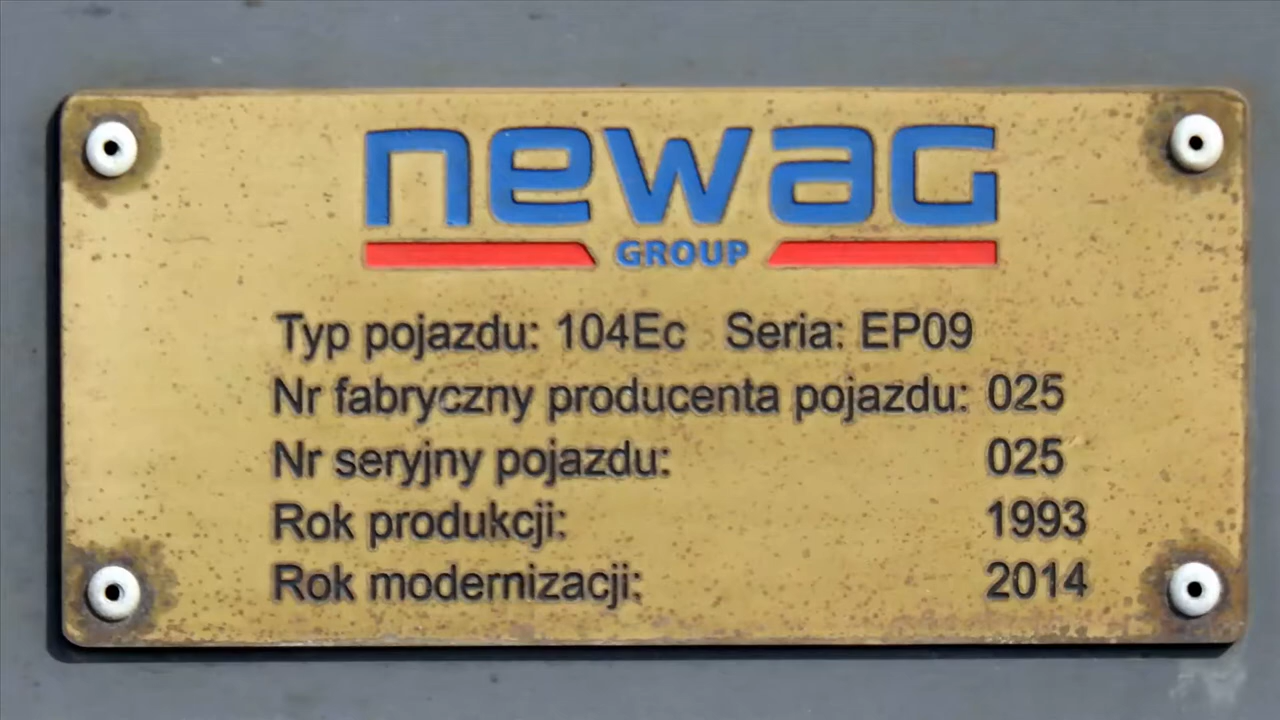 newag
GROUP
Typ pojazdu: 104Ec Seria: EP09
Nr fabryczny producenta pojazdu: 025
Nr seryjny pojazdu: 025
Rok produkcji: 1993
Rok modernizacji: 2014